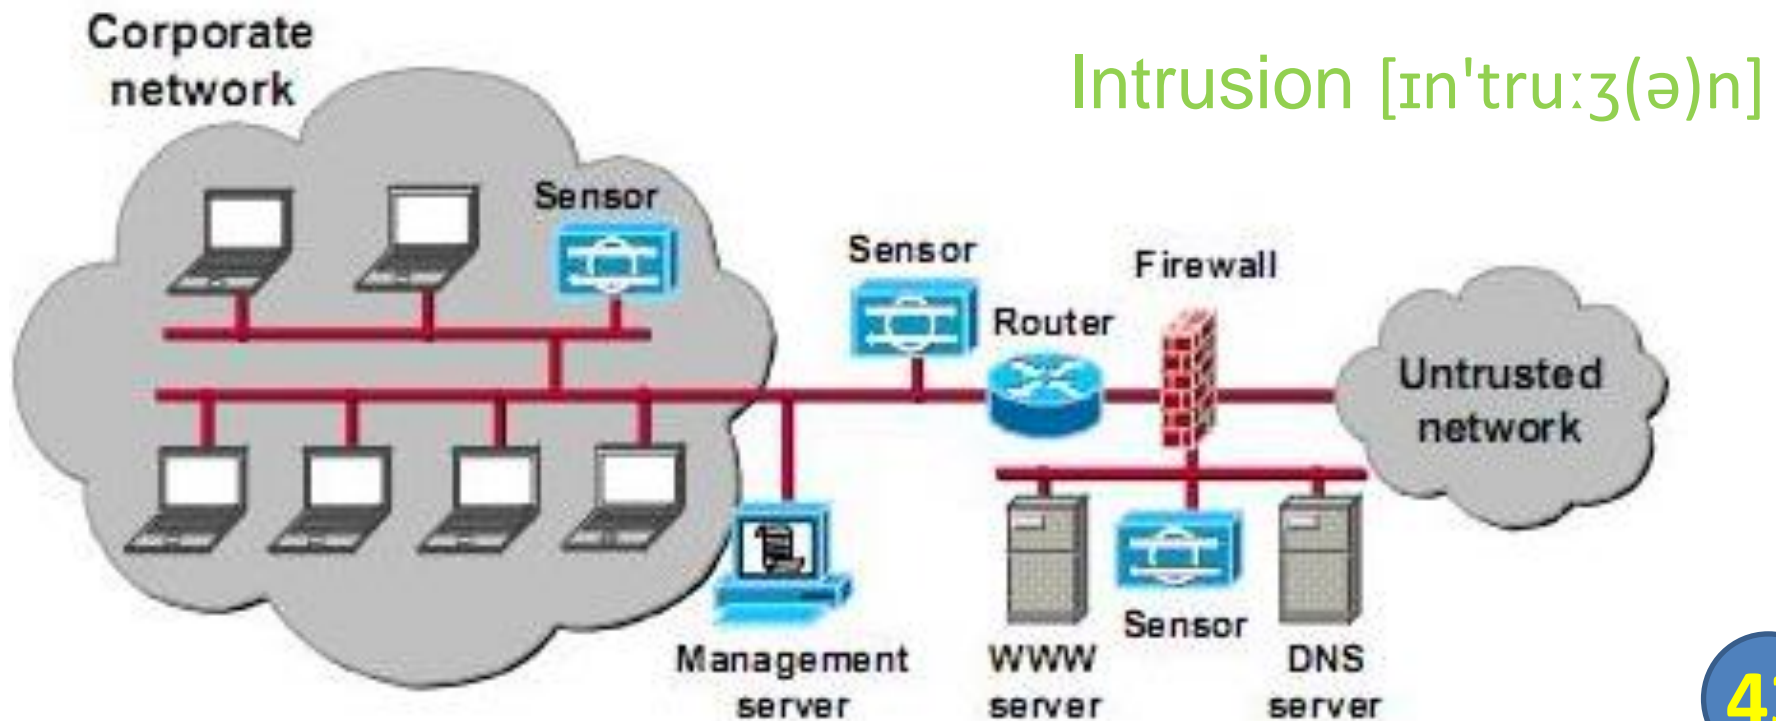 Corporate
network
Intrusion [ɪn'truːʒ(ə)n]
Sensor
Sensor
Firewall
Router
Untrusted
network
Sensor
Management
server
WWW
server
DNS
server